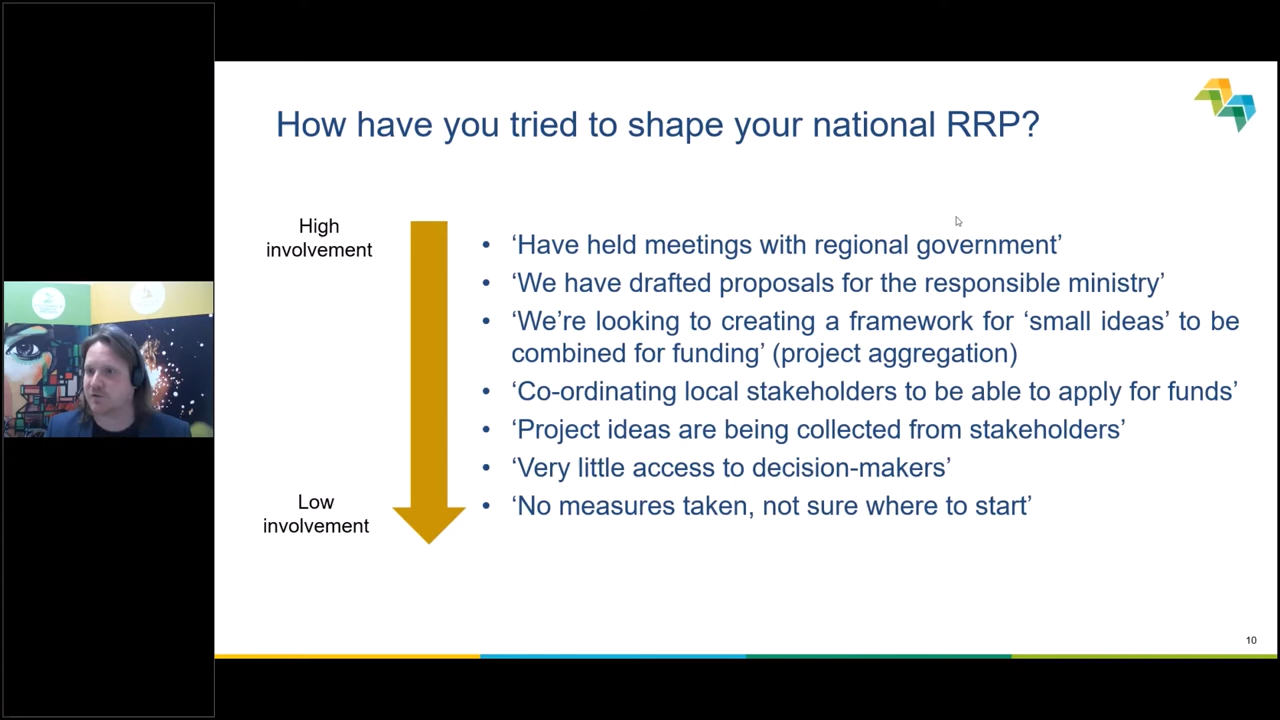 How have you tried to shape your national RRP?
High
involvement
• ‘Have held meetings with regional government’
• ‘We have drafted proposals for the responsible ministry’
• ‘We’re looking to creating a framework for ‘small ideas’ to be
combined for funding’ (project aggregation)
• ‘Co-ordinating local stakeholders to be able to apply for funds’
• ‘Project ideas are being collected from stakeholders’
• ‘Very little access to decision-makers’
• ‘No measures taken, not sure where to start’
Low
involvement
10